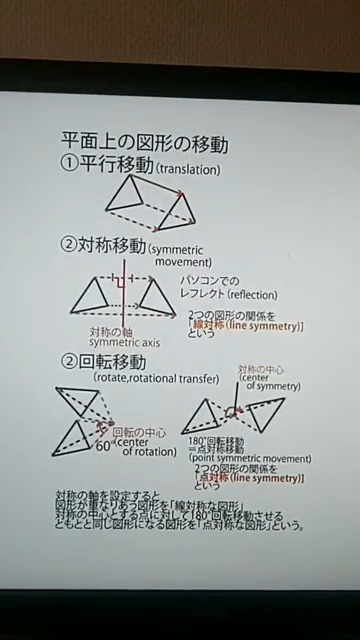 平面上の図形の移動
①平行移動(translation)
②対称移動(symmetric
movement)
パソコンでの
レフレクト(reflection)
2つの図形の関係を
「線対称(line symmetry)]
という
対称の軸
symmetric axis
②回転移動
(rotate,rotational transfer)
対称の中心
(center
of symmetry)
回転の中心
(center
of rotation)
60°
180°回転移動
=点対称移動
(point symmetric movement)
2つの図形の関係を
「点対称(line symmetry)]
という
対称の軸を設定すると
図形が重なりあう図形を「線対称な図形」
対称の中心とする点に対して180°回転移動させる
ともとと同じ図形になる図形を「点対称な図形」という。